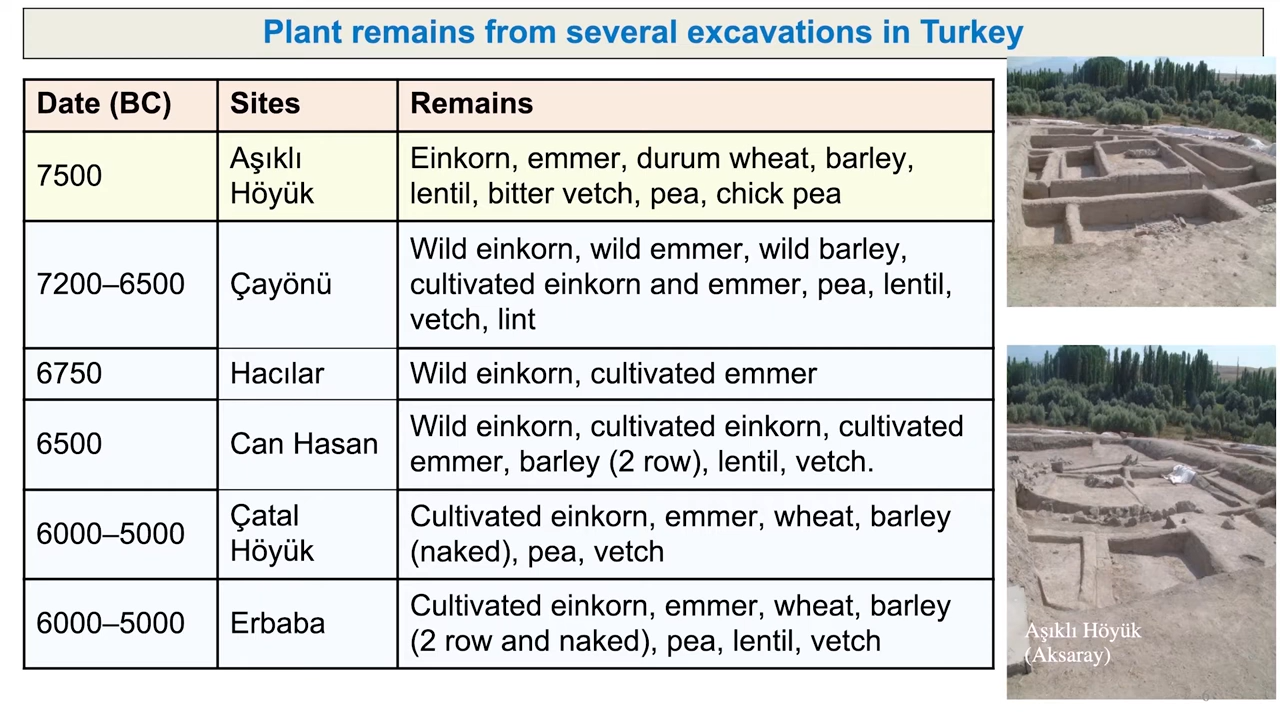 Plant remains from several excavations in Turkey
Date (BC) Sites Remains
7500
Aşıklı
Höyük
Einkorn, emmer, durum wheat, barley,
lentil, bitter vetch, pea, chick pea
7200–6500
Çayönü
Wild einkorn, wild emmer, wild barley,
cultivated einkorn and emmer, pea, lentil,
vetch, lint
6750
Hacılar
Wild einkorn, cultivated emmer
6500
Can Hasan
Wild einkorn, cultivated einkorn, cultivated
emmer, barley (2 row), lentil, vetch.
6000–5000
Çatal
Höyük
Cultivated einkorn, emmer, wheat, barley
(naked), pea, vetch
6000–5000
Erbaba
Cultivated einkorn, emmer, wheat, barley
(2 row and naked), pea, lentil, vetch
Aşıklı Höyük
(Aksaray)